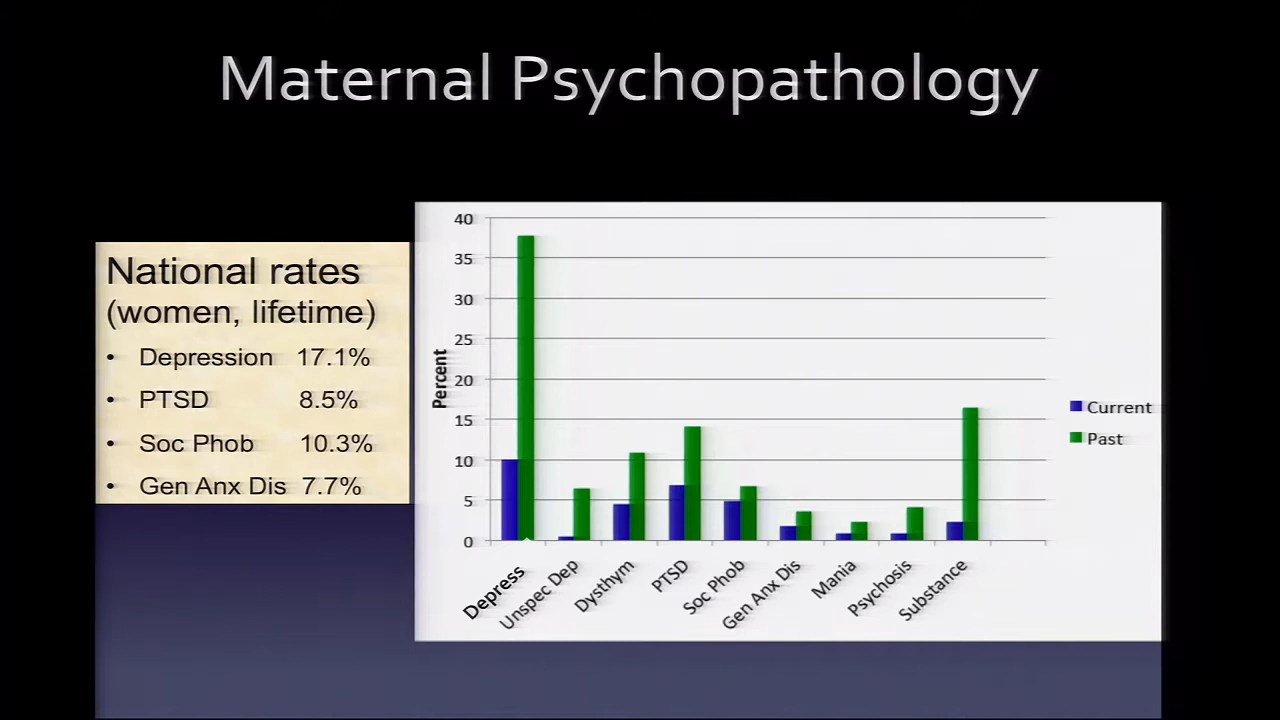 Maternal Psychopathology
National rates
(women, lifetime)
• Depression 17.1%
• PTSD 8.5%
• Soc Phob 10.3%
• Gen Anx Dis 7.7%
Percent
40
35
30
25
20
15
10
5
0
Depress
Unspec Dep
Dysthym
PTSD
Soc Phob
Gen Anx Dis
Mania
Psychosis
Substance
Current
Past